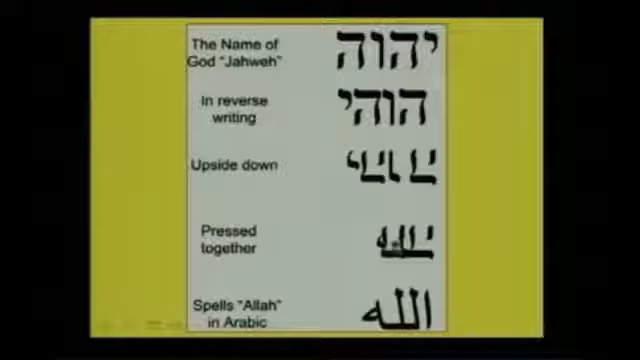 The Name of
God "Jahweh"
יהוה
In reverse
writing
הוהי
Upside down
Pressed
together
Spells "Allah"
in Arabic
الله